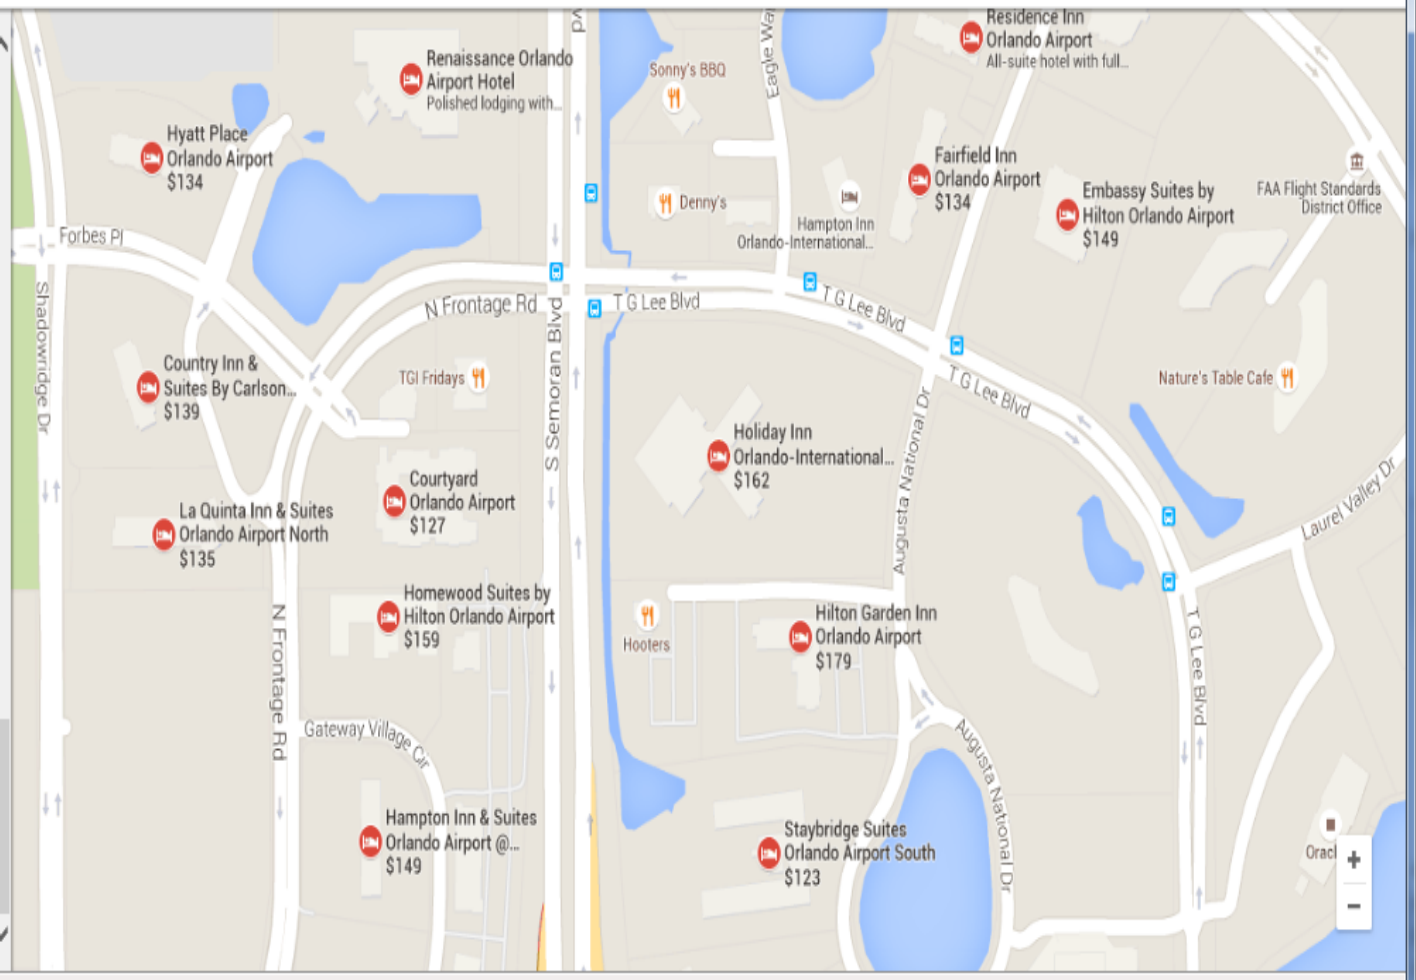 Renaissance Orlando
Airport Hotel
Polished lodging with...
Sonny's BBQ
Eagle Wa
Residence Inn
Orlando Airport
All-suite hotel with full...
Hyatt Place
Orlando Airport
$134
Denny's
Hampton Inn
Orlando-International...
Fairfield Inn
Orlando Airport
$134
Embassy Suites by
Hilton Orlando Airport
$149
FAA Flight Standards
District Office
Forbes Pl
Shadowridge Dr
N Frontage Rd
S Semoran Blvd
T G Lee Blvd
T G Lee Blvd
T G Lee Blvd
Country Inn &
Suites By Carlson...
$139
TGI Fridays
Nature's Table Cafe
Holiday Inn
Orlando-International...
$162
Augusta National Dr
Courtyard
Orlando Airport
$127
La Quinta Inn & Suites
Orlando Airport North
$135
Laurel Valley Dr
Homewood Suites by
Hilton Orlando Airport
$159
Hooters
Hilton Garden Inn
Orlando Airport
$179
N Frontage Rd
Gateway Village Cir
T G Lee Blvd
Augusta National Dr
Hampton Inn & Suites
Orlando Airport @...
$149
Staybridge Suites
Orlando Airport South
$123
Oracl
+
−